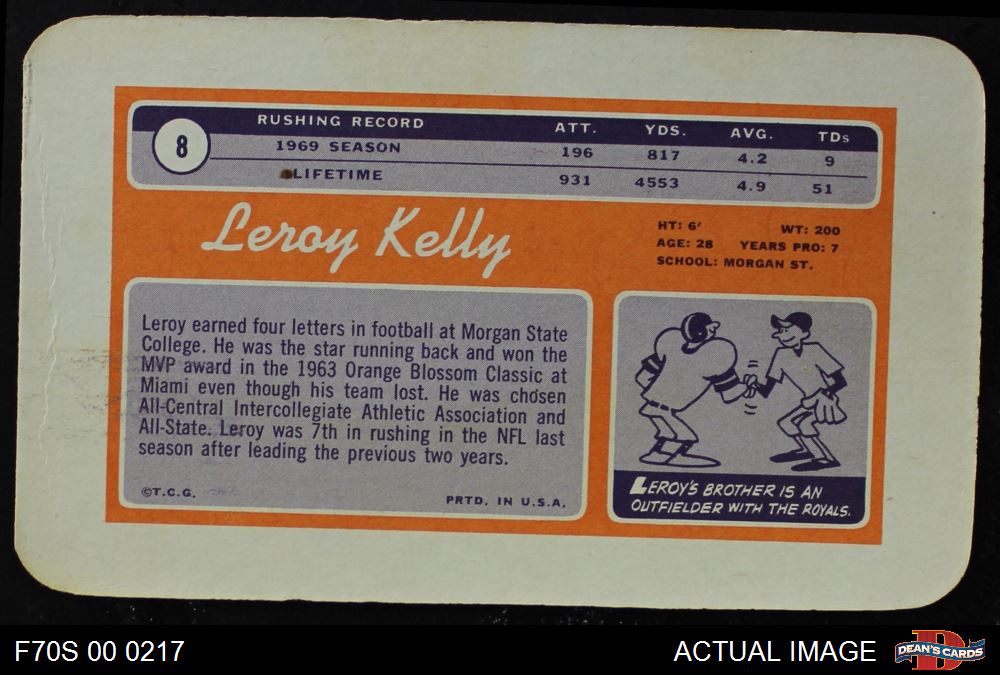 8
RUSHING RECORD ATT. YDS. AVG. TDs
1969 SEASON 196 817 4.2 9
LIFETIME 931 4553 4.9 51
Leroy Kelly
HT: 6' WT: 200
AGE: 28 YEARS PRO: 7
SCHOOL: MORGAN ST.
Leroy earned four letters in football at Morgan State
College. He was the star running back and won the
MVP award in the 1963 Orange Blossom Classic at
Miami even though his team lost. He was chosen
All-Central Intercollegiate Athletic Association and
All-State. Leroy was 7th in rushing in the NFL last
season after leading the previous two years.
©T.C.G. PRTD. IN U.S.A.
LEROY'S BROTHER IS AN
OUTFIELDER WITH THE ROYALS.
F70S 00 0217 ACTUAL IMAGE D DEAN'S CARDS